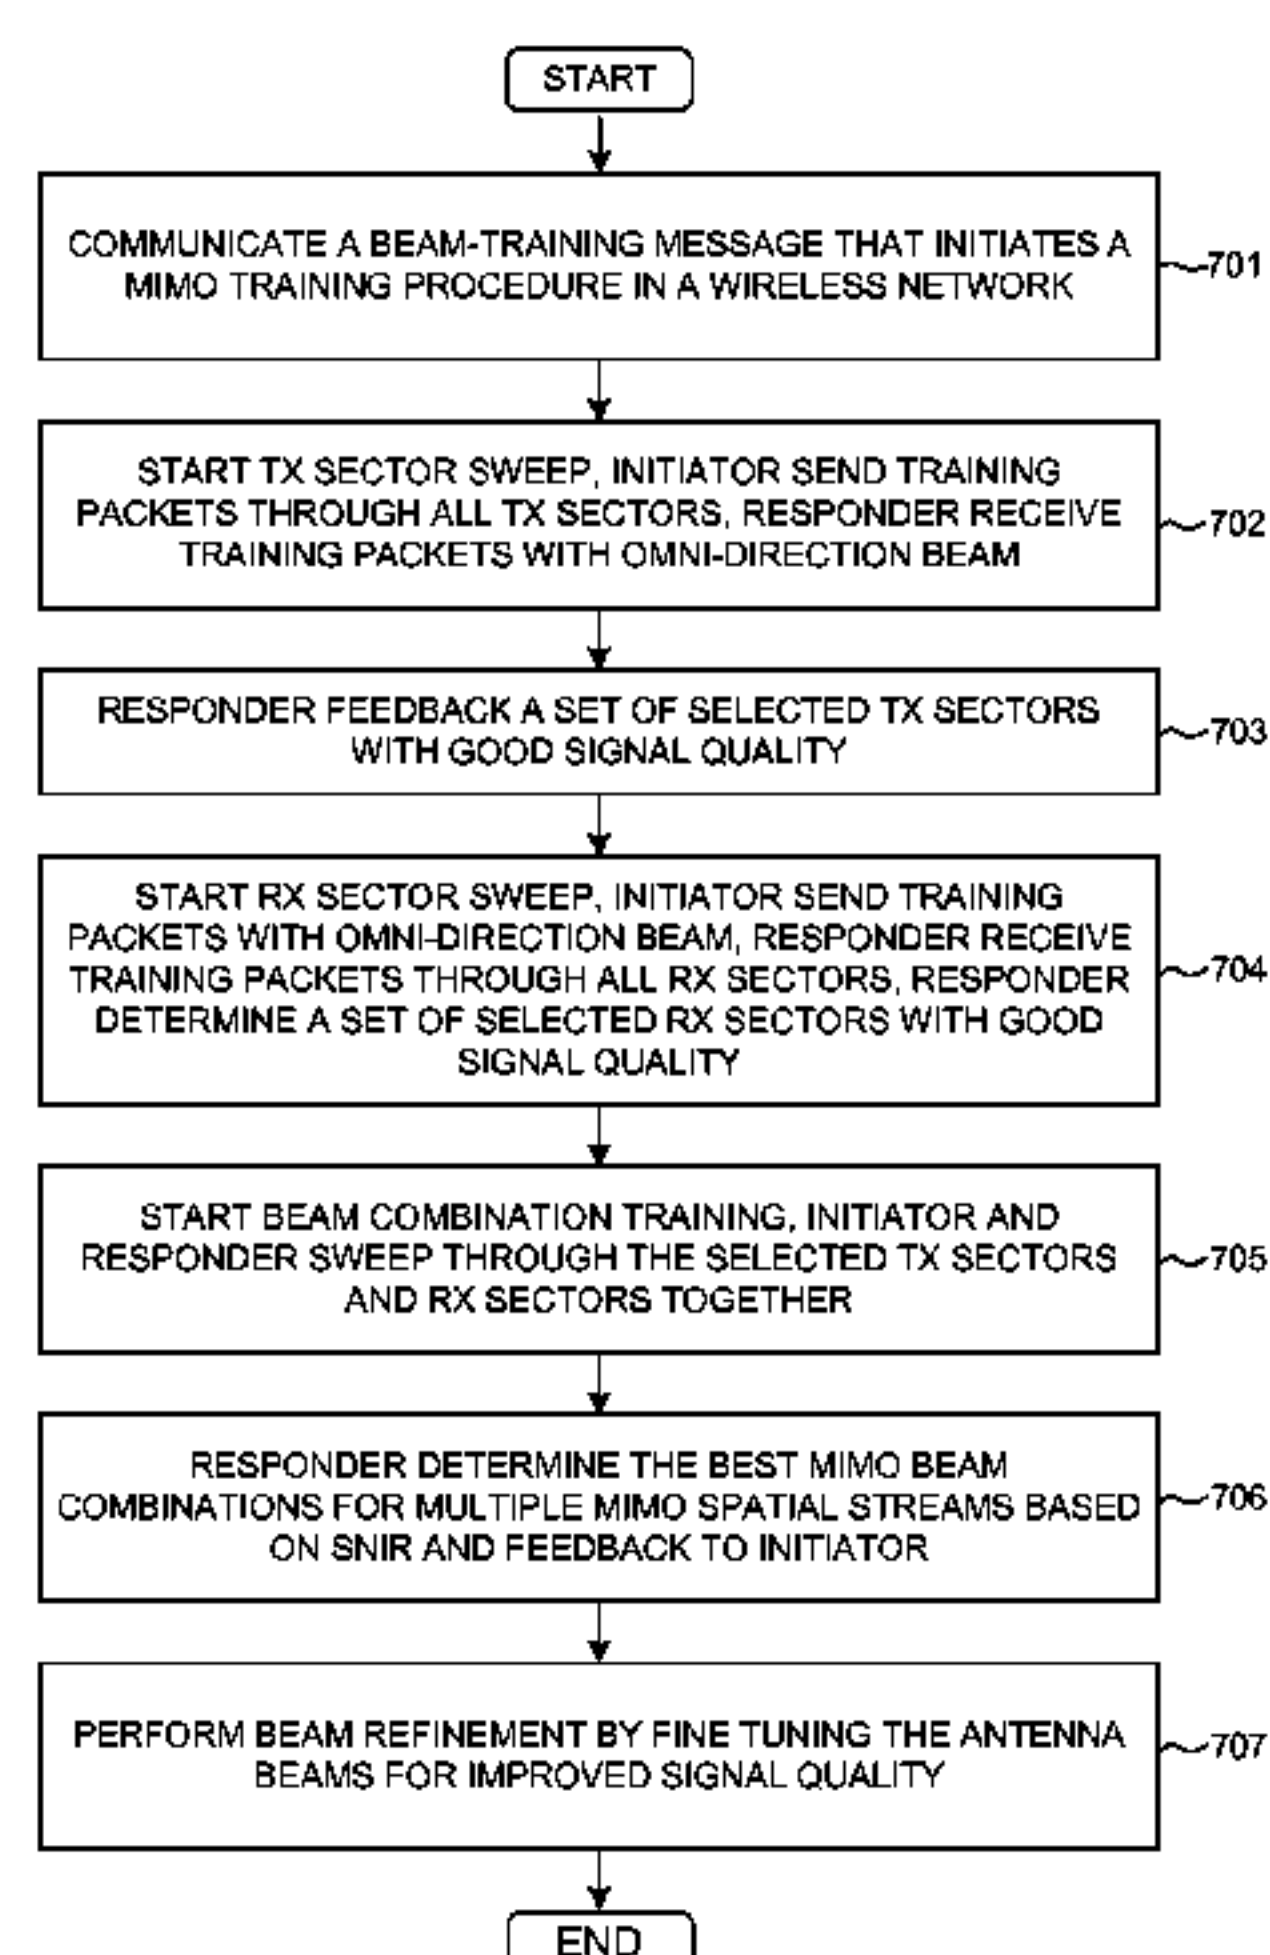 START
COMMUNICATE A BEAM-TRAINING MESSAGE THAT INITIATES A
MIMO TRAINING PROCEDURE IN A WIRELESS NETWORK
701
START TX SECTOR SWEEP, INITIATOR SEND TRAINING
PACKETS THROUGH ALL TX SECTORS, RESPONDER RECEIVE
TRAINING PACKETS WITH OMNI-DIRECTION BEAM
702
RESPONDER FEEDBACK A SET OF SELECTED TX SECTORS
WITH GOOD SIGNAL QUALITY
703
START RX SECTOR SWEEP, INITIATOR SEND TRAINING
PACKETS WITH OMNI-DIRECTION BEAM, RESPONDER RECEIVE
TRAINING PACKETS THROUGH ALL RX SECTORS, RESPONDER
DETERMINE A SET OF SELECTED RX SECTORS WITH GOOD
SIGNAL QUALITY
704
START BEAM COMBINATION TRAINING, INITIATOR AND
RESPONDER SWEEP THROUGH THE SELECTED TX SECTORS
AND RX SECTORS TOGETHER
705
RESPONDER DETERMINE THE BEST MIMO BEAM
COMBINATIONS FOR MULTIPLE MIMO SPATIAL STREAMS BASED
ON SNIR AND FEEDBACK TO INITIATOR
706
PERFORM BEAM REFINEMENT BY FINE TUNING THE ANTENNA
BEAMS FOR IMPROVED SIGNAL QUALITY
707
END